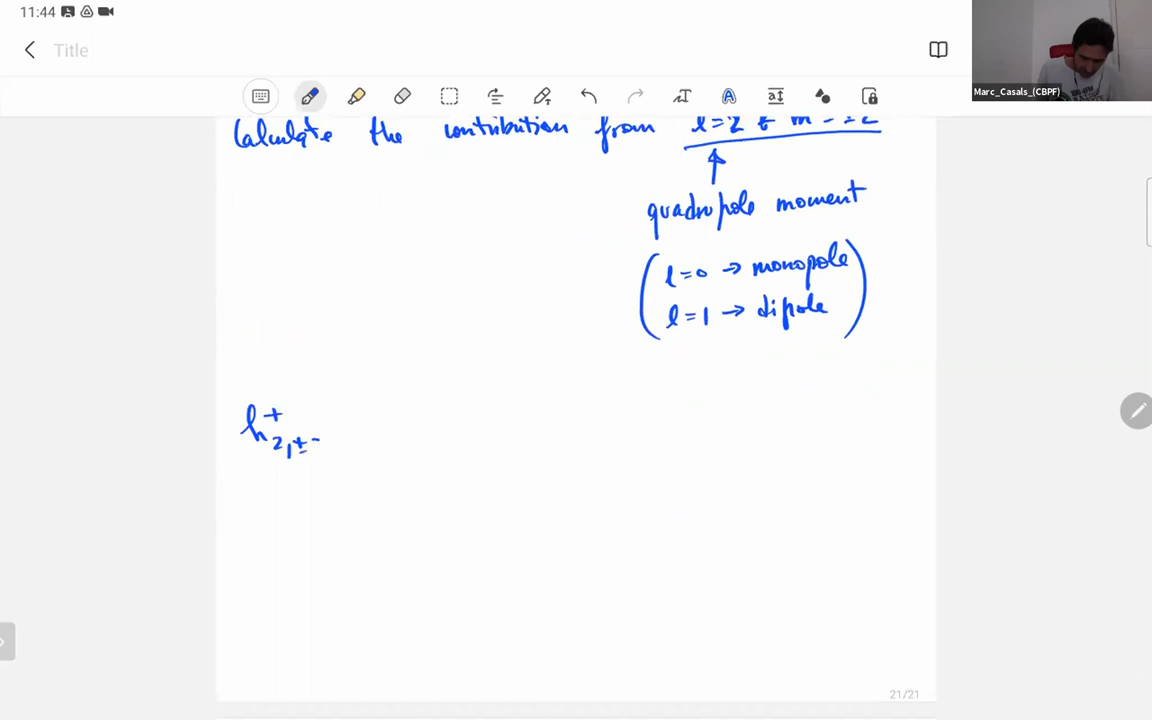 11:44
Title
Marc_Casals_(CBPF)
Calculate the contribution from l=2 & m=±2
quadrupole moment
l=0 → monopole
l=1 → dipole
h⁺₂,±
21/21